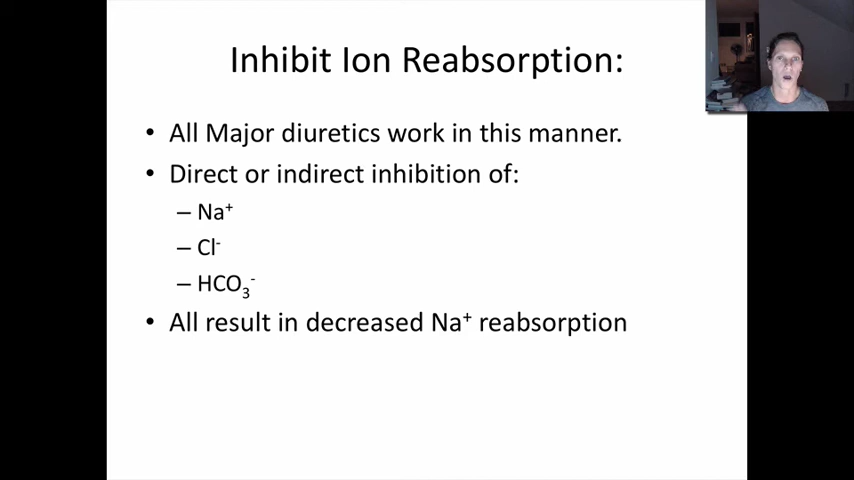 Inhibit Ion Reabsorption:
• All Major diuretics work in this manner.
• Direct or indirect inhibition of:
– Na⁺
– Cl⁻
– HCO₃⁻
• All result in decreased Na⁺ reabsorption